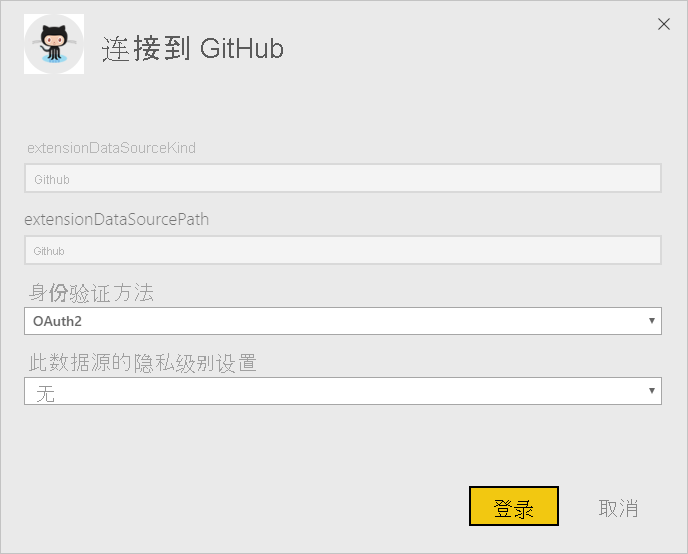 连接到 GitHub
extensionDataSourceKind
Github
extensionDataSourcePath
Github
身份验证方法
OAuth2
此数据源的隐私级别设置
无
登录
取消